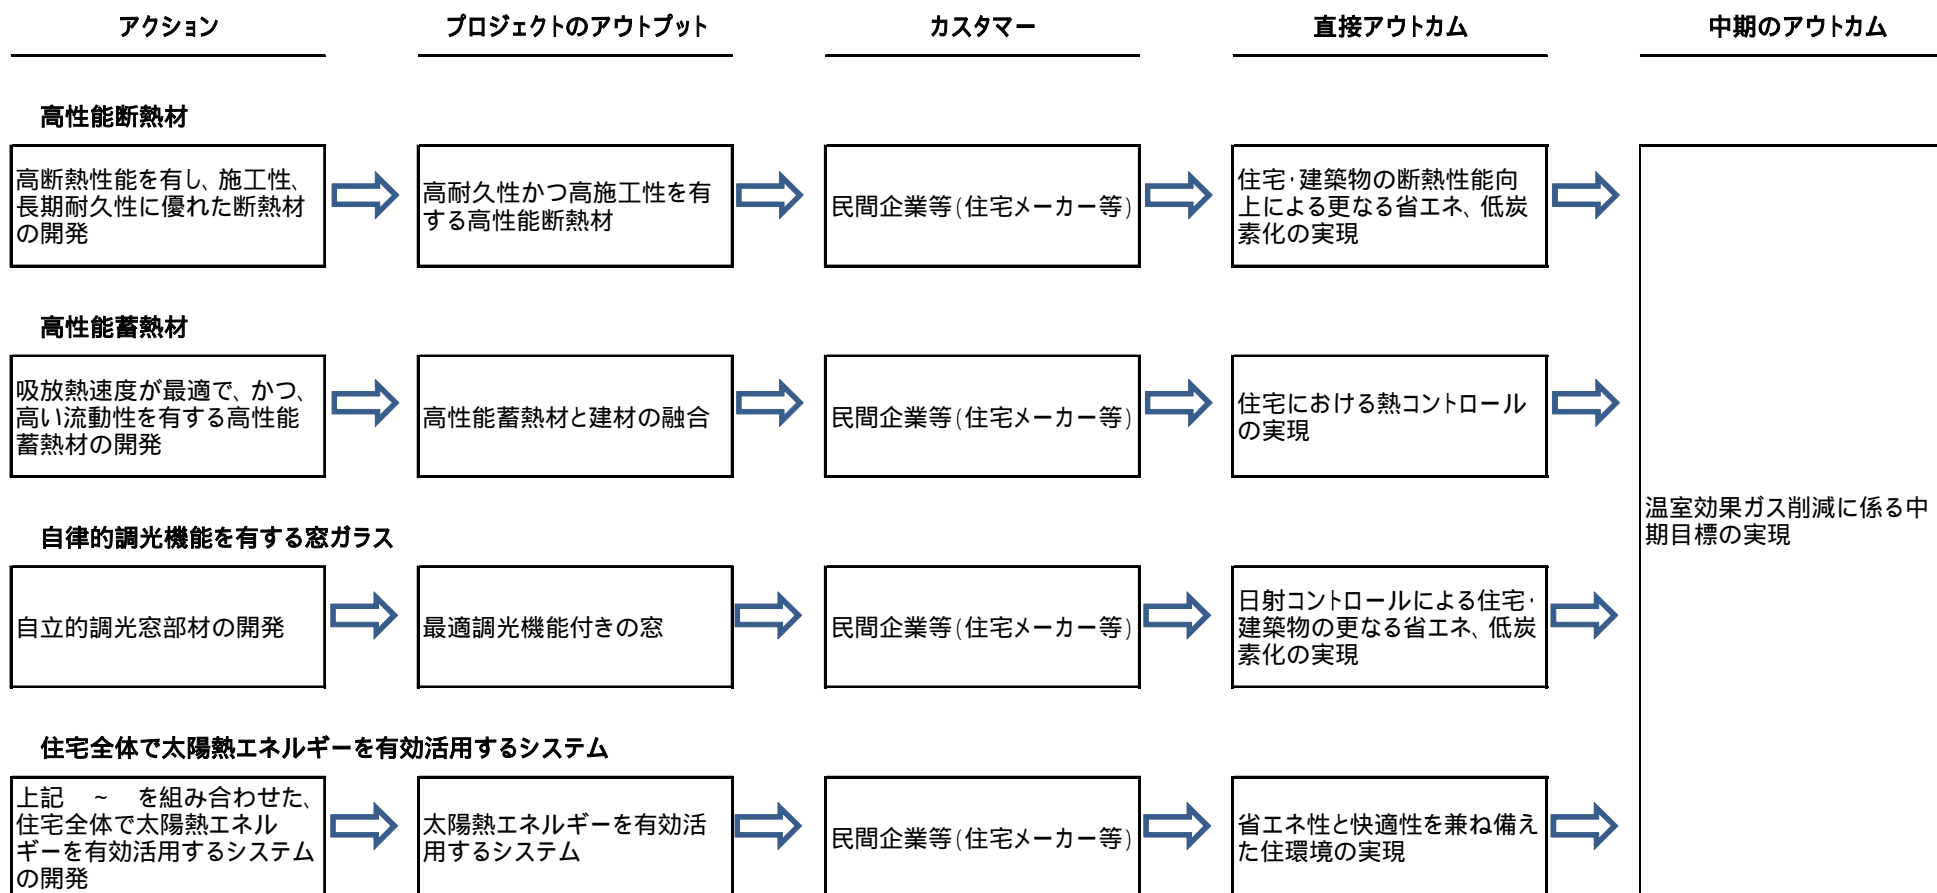 アクション
プロジェクトのアウトプット
カスタマー
直接アウトカム
中期のアウトカム
高性能断熱材
高断熱性能を有し、施工性、
長期耐久性に優れた断熱材
の開発
高耐久性かつ高施工性を有
する高性能断熱材
民間企業等(住宅メーカー等)
住宅・建築物の断熱性能向
上による更なる省エネ、低炭
素化の実現
高性能蓄熱材
吸放熱速度が最適で、かつ、
高い流動性を有する高性能
蓄熱材の開発
高性能蓄熱材と建材の融合
民間企業等(住宅メーカー等)
住宅における熱コントロール
の実現
温室効果ガス削減に係る中
期目標の実現
自律的調光機能を有する窓ガラス
自立的調光窓部材の開発
最適調光機能付きの窓
民間企業等(住宅メーカー等)
日射コントロールによる住宅・
建築物の更なる省エネ、低炭
素化の実現
住宅全体で太陽熱エネルギーを有効活用するシステム
上記　~　を組み合わせた、
住宅全体で太陽熱エネル
ギーを有効活用するシステム
の開発
太陽熱エネルギーを有効活
用するシステム
民間企業等(住宅メーカー等)
省エネ性と快適性を兼ね備え
た住環境の実現